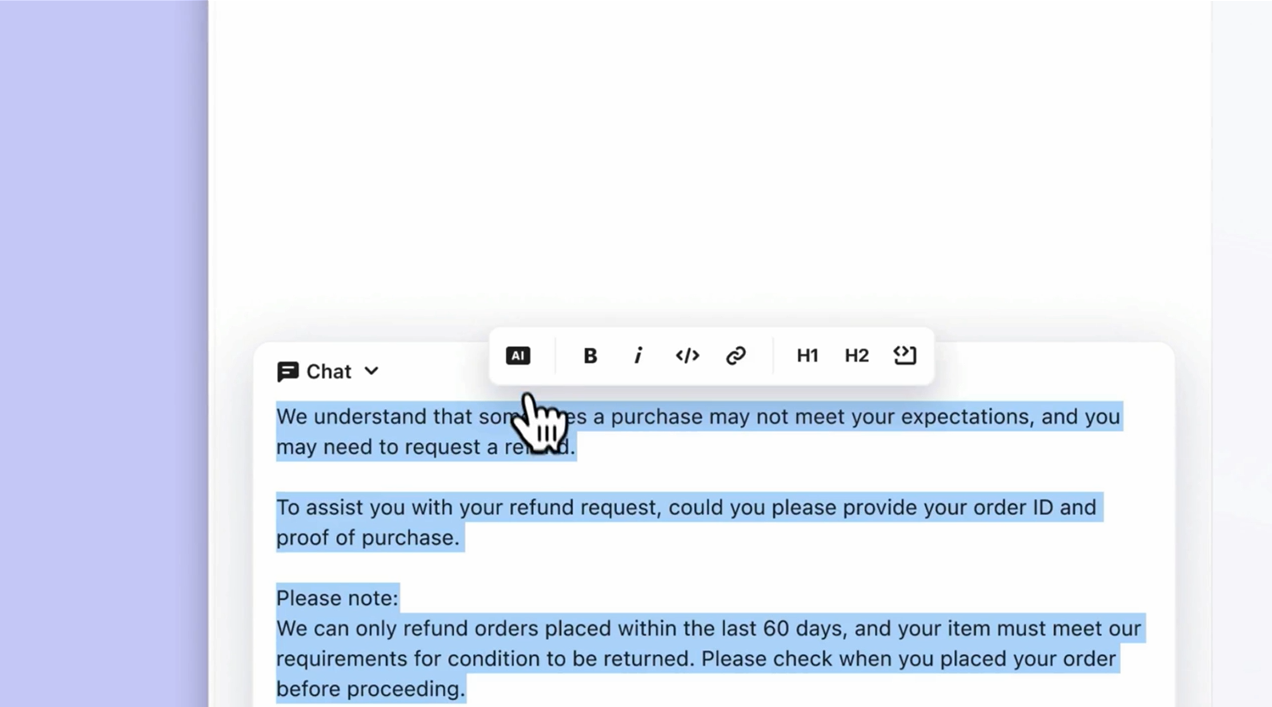 AI B i </> H1 H2
Chat
We understand that som es a purchase may not meet your expectations, and you
may need to request a re d.
To assist you with your refund request, could you please provide your order ID and
proof of purchase.
Please note:
We can only refund orders placed within the last 60 days, and your item must meet our
requirements for condition to be returned. Please check when you placed your order
before proceeding.